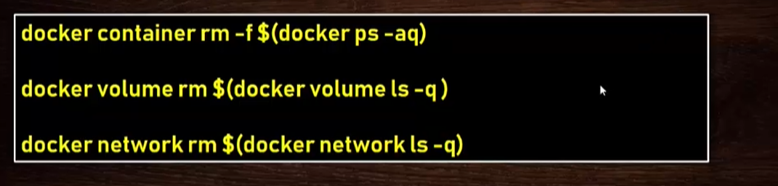 docker container rm -f $(docker ps -aq)
docker volume rm $(docker volume ls -q)
docker network rm $(docker network ls -q)